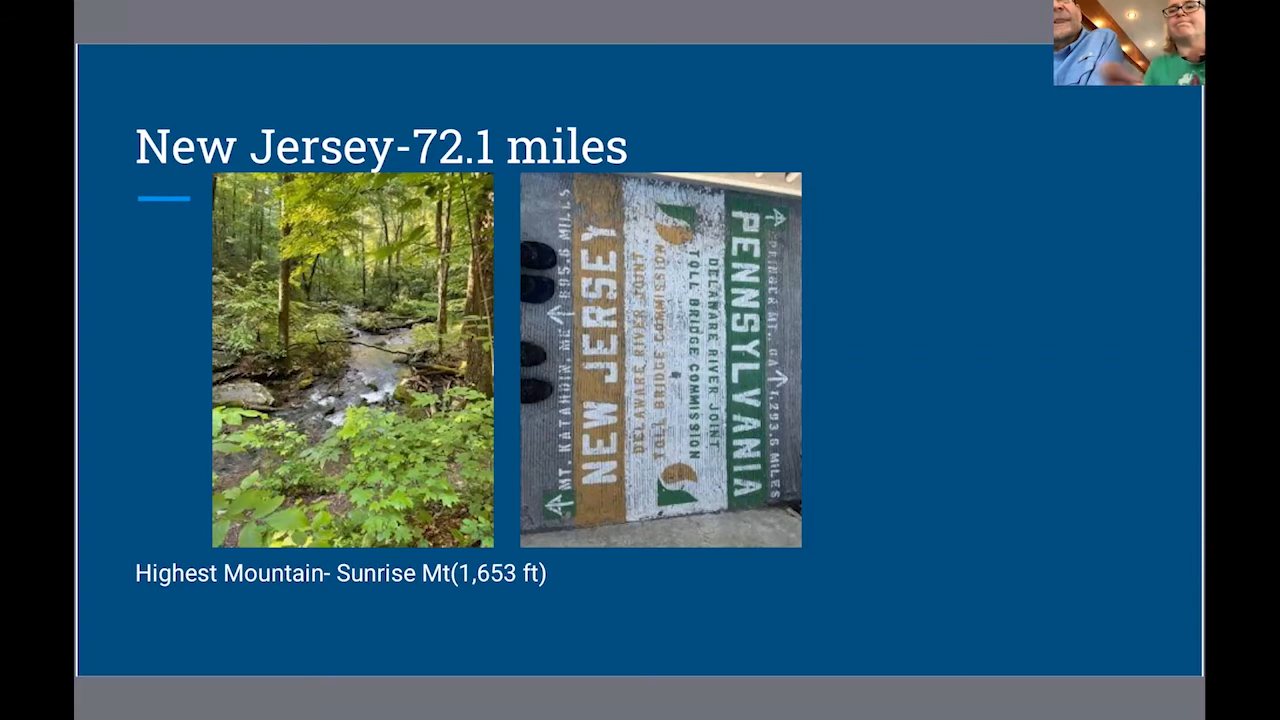 New Jersey-72.1 miles
MT. KATAHDIN, ME 895.6 MILES
NEW JERSEY
DELAWARE RIVER JOINT
TOLL BRIDGE COMMISSION
DELAWARE RIVER JOINT
TOLL BRIDGE COMMISSION
PENNSYLVANIA
SPRINGER MT., GA 1,293.6 MILES
Highest Mountain- Sunrise Mt(1,653 ft)